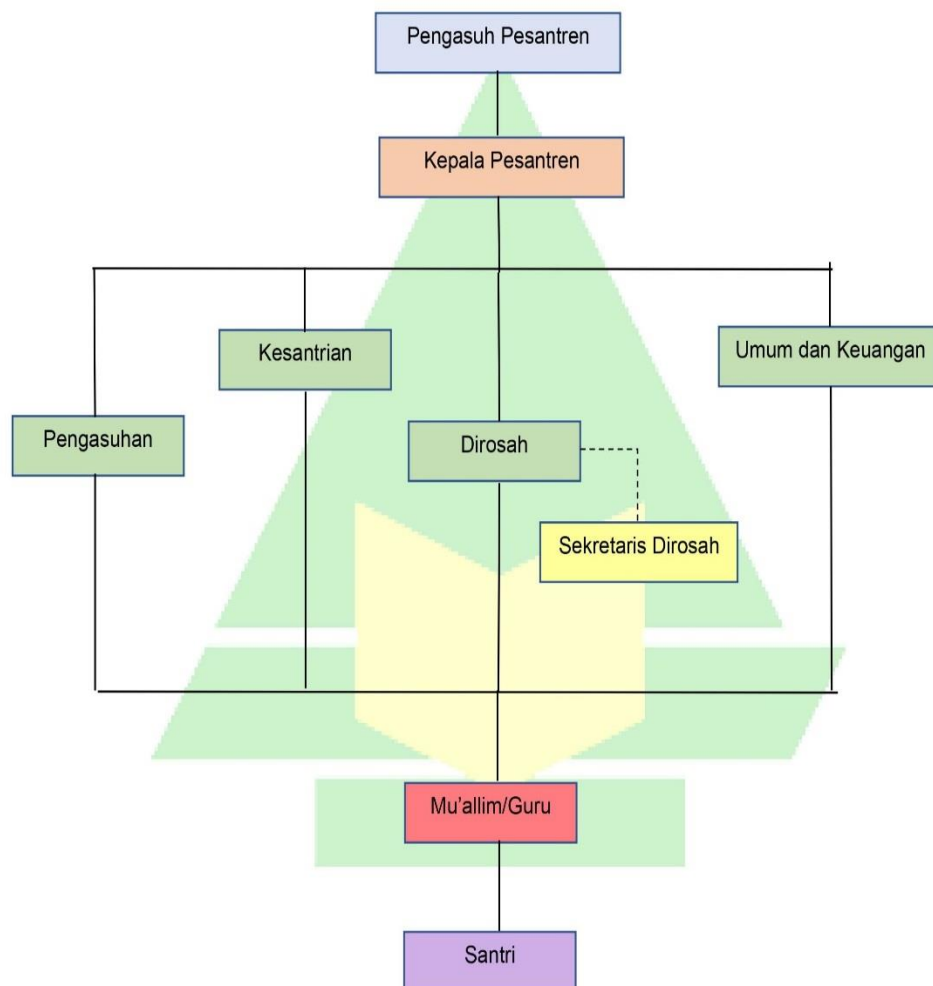 Pengasuh Pesantren
Kepala Pesantren
Kesantrian
Umum dan Keuangan
Pengasuhan
Dirosah
Sekretaris Dirosah
Mu’allim/Guru
Santri